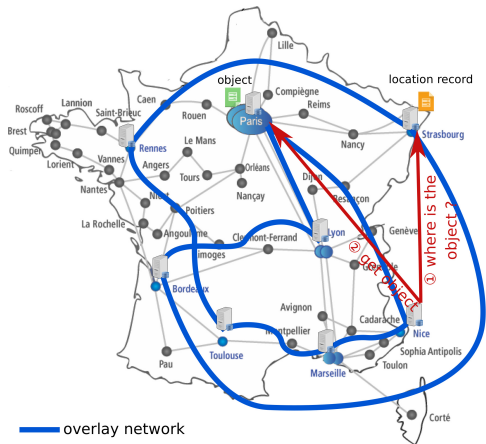 Lille
object
location record
Compiègne
Caen
Lannion
Roscoff
Saint-Brieuc
Rouen
Reims
Paris
Brest
Strasbourg
Rennes
Nancy
Quimper
Le Mans
Lorient
Vannes
Angers
Orléans
Dijon
Tours
Nantes
Nançay
Besançon
① where is the
object ?
Niort
Poitiers
La Rochelle
Lyon
Genève
Angoulême
Clermont-Ferrand
Limoges
② get object
Grenoble
Bordeaux
Avignon
Cadarache
Nice
Montpellier
Toulouse
Sophia Antipolis
Pau
Toulon
Marseille
Corté
overlay network